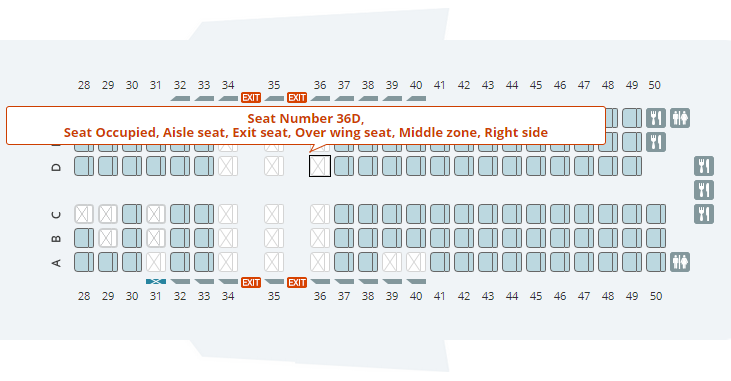 28 29 30 31 32 33 34 35 36 37 38 39 40 41 42 43 44 45 46 47 48 49 50
EXIT EXIT
Seat Number 36D,
Seat Occupied, Aisle seat, Exit seat, Over wing seat, Middle zone, Right side
D
C
B
A
EXIT EXIT
28 29 30 31 32 33 34 35 36 37 38 39 40 41 42 43 44 45 46 47 48 49 50